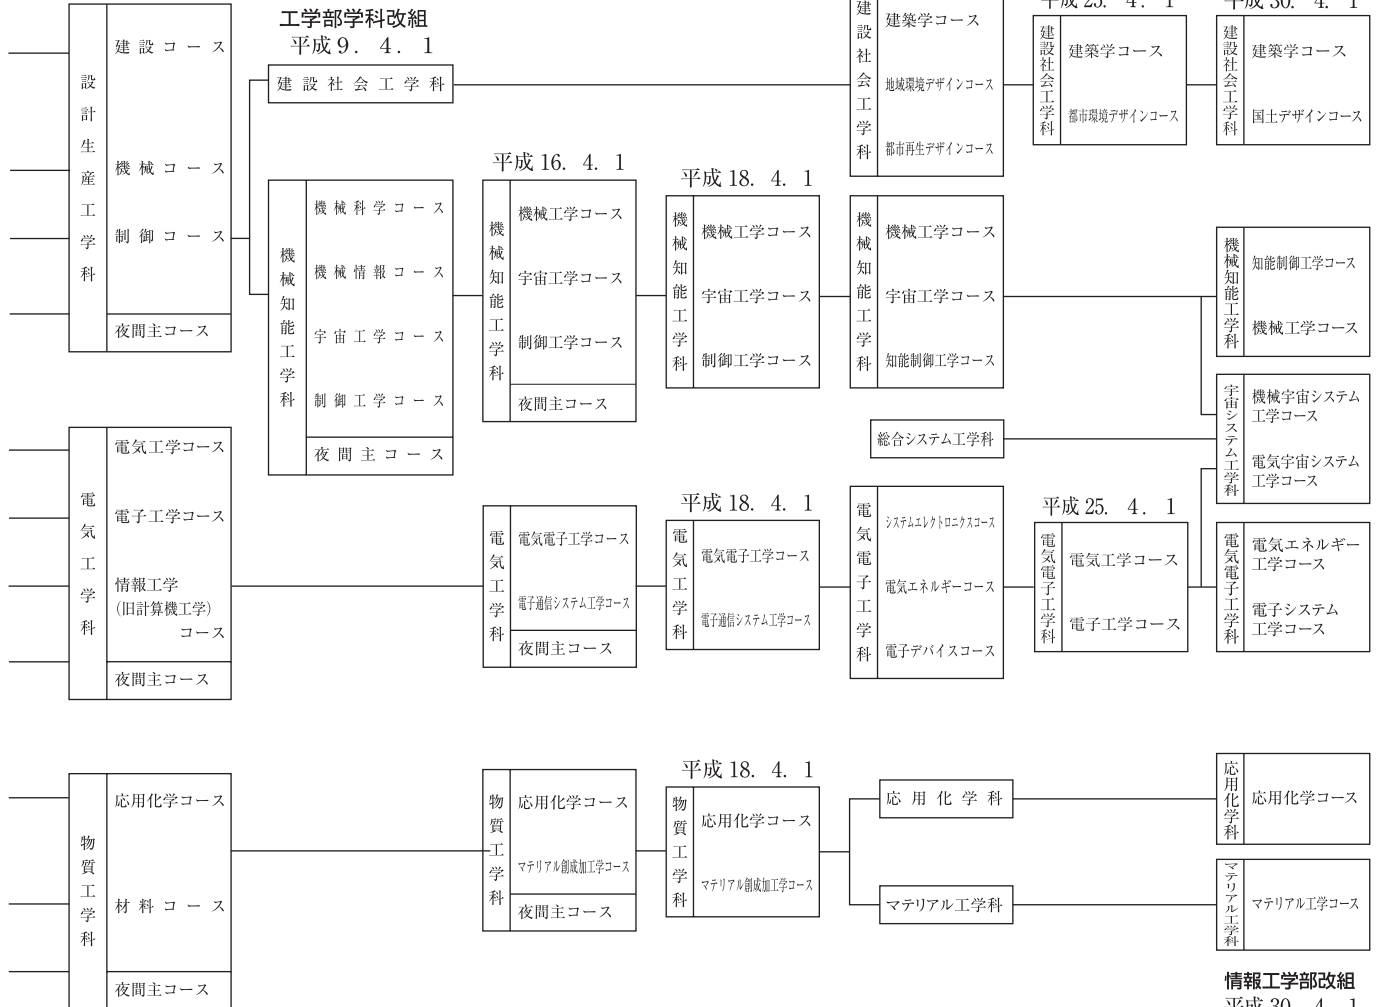 設計生産工学科
建設コース
機械コース
制御コース
夜間主コース
電気工学科
電気工学コース
電子工学コース
情報工学
(旧計算機工学)
コース
夜間主コース
物質工学科
応用化学コース
材料コース
夜間主コース
工学部学科改組
平成9. 4. 1
建設社会工学科
機械知能工学科
機械科学コース
機械情報コース
宇宙工学コース
制御工学コース
夜間主コース
平成16. 4. 1
機械知能工学科
機械工学コース
宇宙工学コース
制御工学コース
夜間主コース
電気工学科
電気電子工学コース
電子通信システム工学コース
夜間主コース
物質工学科
応用化学コース
マテリアル創成加工学コース
夜間主コース
平成18. 4. 1
機械知能工学科
機械工学コース
宇宙工学コース
制御工学コース
平成18. 4. 1
電気工学科
電気電子工学コース
電子通信システム工学コース
平成18. 4. 1
物質工学科
応用化学コース
マテリアル創成加工学コース
建設社会工学科
建築学コース
地域環境デザインコース
都市再生デザインコース
機械知能工学科
機械工学コース
宇宙工学コース
知能制御工学コース
総合システム工学科
電気電子工学科
システムエレクトロニクスコース
電気エネルギーコース
電子デバイスコース
応用化学科
マテリアル工学科
平成25. 4. 1
建設社会工学科
建築学コース
都市環境デザインコース
平成25. 4. 1
電気電子工学科
電気工学コース
電子工学コース
平成30. 4. 1
建設社会工学科
建築学コース
国土デザインコース
機械知能工学科
知能制御工学コース
機械工学コース
宇宙システム工学科
機械宇宙システム
工学コース
電気宇宙システム
工学コース
電気電子工学科
電気エネルギー
工学コース
電子システム
工学コース
応用化学科
応用化学コース
マテリアル工学科
マテリアル工学コース
情報工学部改組
平成30. 4. 1